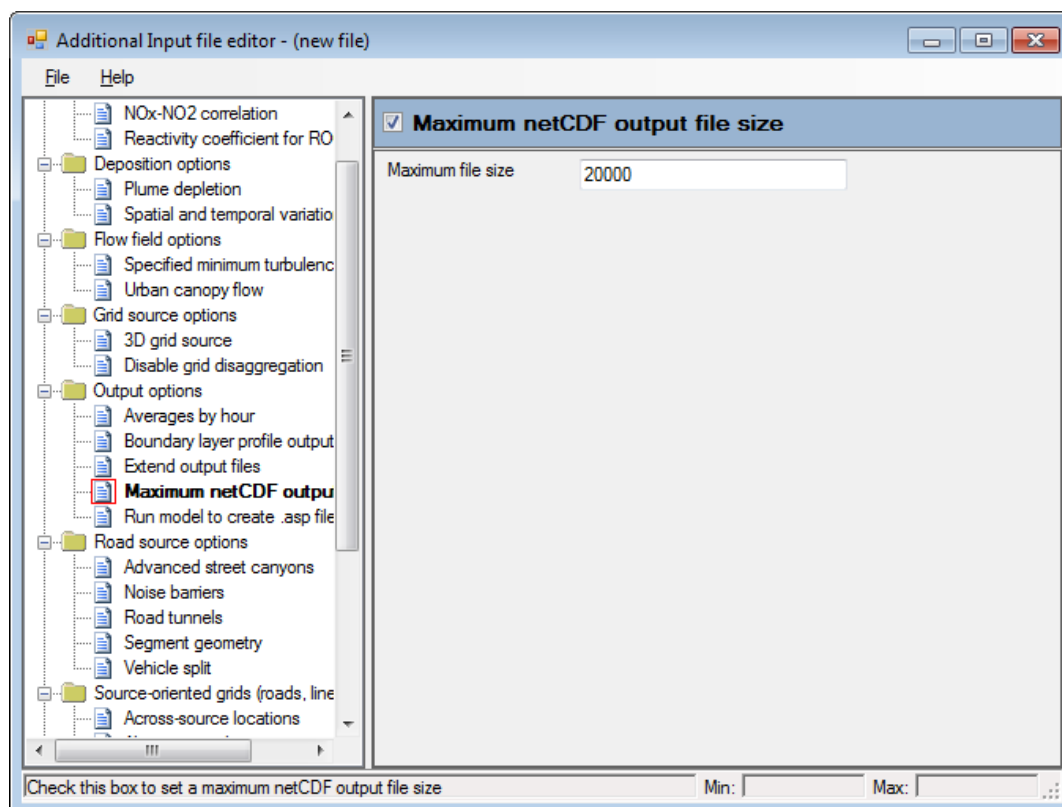 Additional Input file editor - (new file)
File Help
NOx-NO2 correlation
Reactivity coefficient for RO
Deposition options
Plume depletion
Spatial and temporal variatio
Flow field options
Specified minimum turbulenc
Urban canopy flow
Grid source options
3D grid source
Disable grid disaggregation
Output options
Averages by hour
Boundary layer profile output
Extend output files
Maximum netCDF outpu
Run model to create .asp file
Road source options
Advanced street canyons
Noise barriers
Road tunnels
Segment geometry
Vehicle split
Source-oriented grids (roads, line
Across-source locations
Maximum netCDF output file size
Maximum file size 20000
Check this box to set a maximum netCDF output file size Min: Max: